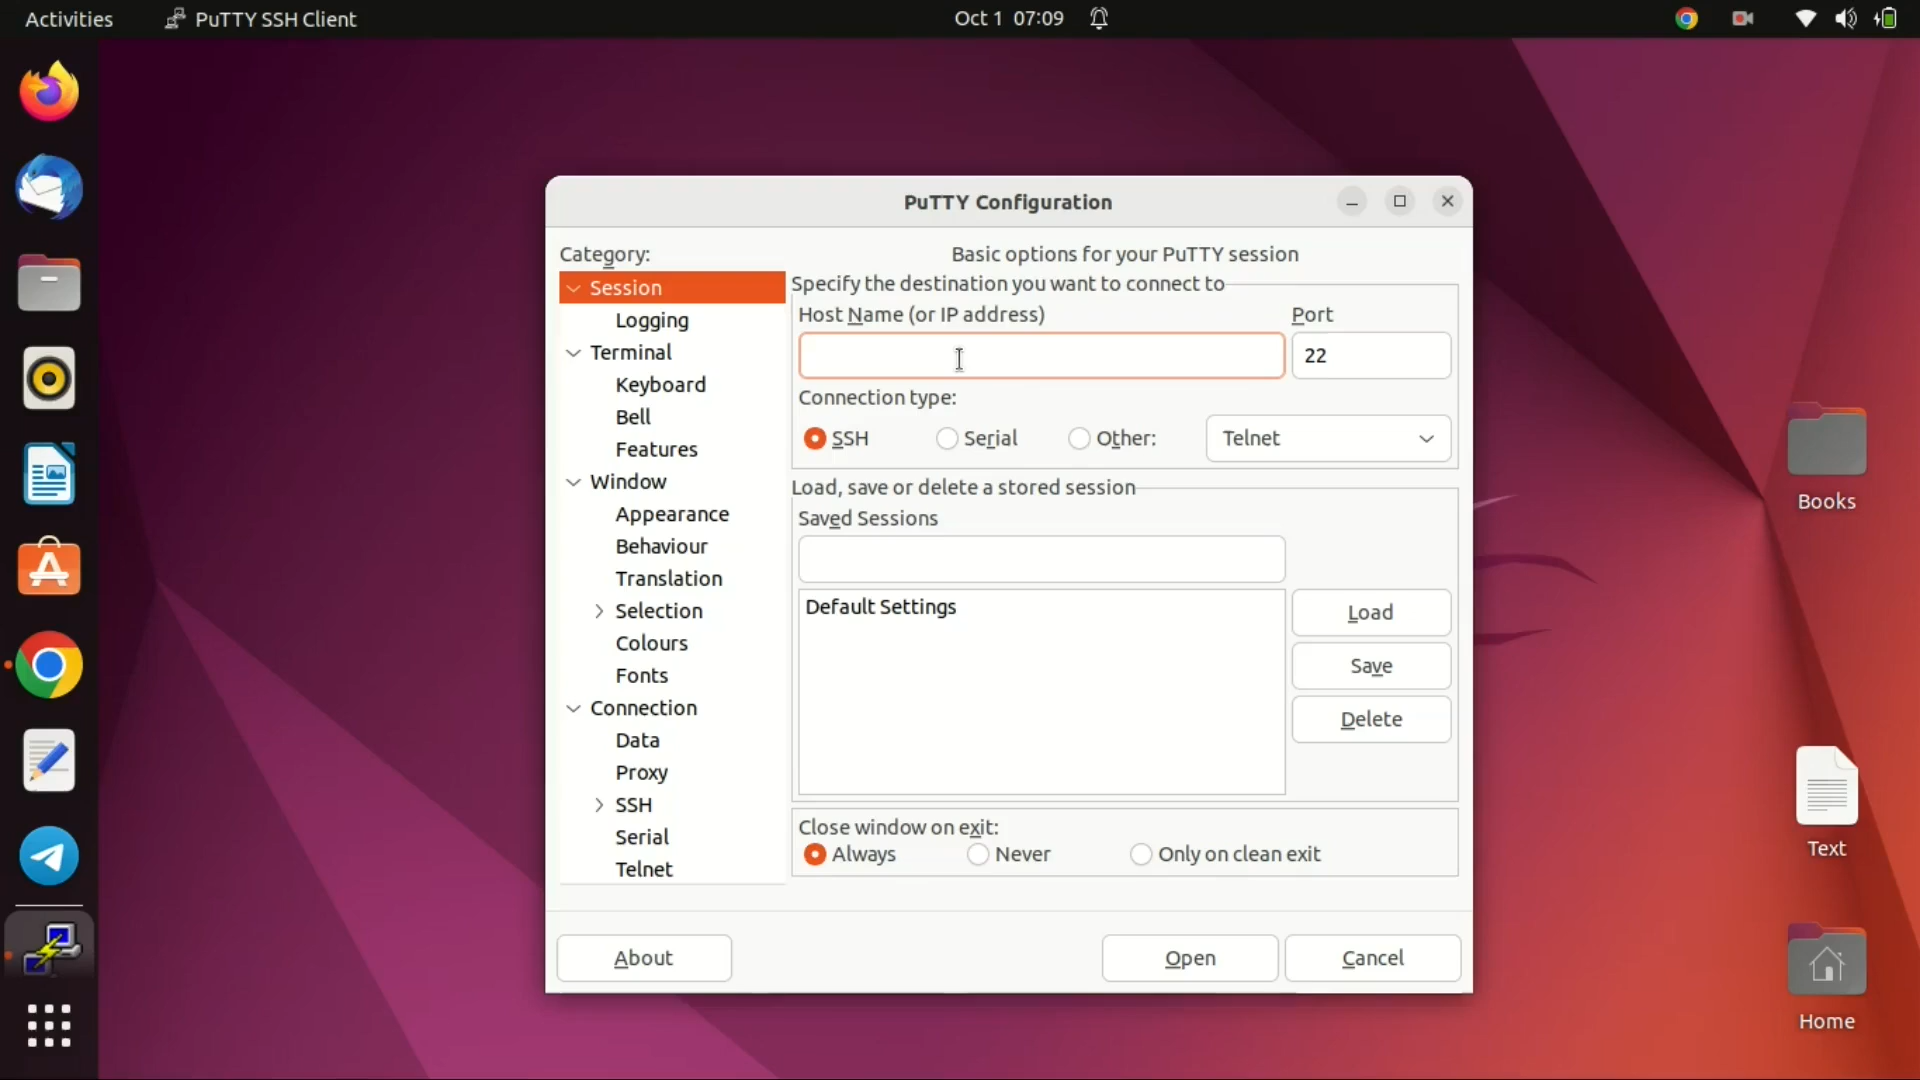 Activities
PuTTY SSH Client
Oct 1 07:09
PuTTY Configuration
Category:
Session
Logging
Terminal
Keyboard
Bell
Features
Window
Appearance
Behaviour
Translation
Selection
Colours
Fonts
Connection
Data
Proxy
SSH
Serial
Telnet
Basic options for your PuTTY session
Specify the destination you want to connect to
Host Name (or IP address) Port
22
Connection type:
SSH Serial Other: Telnet
Load, save or delete a stored session
Saved Sessions
Default Settings
Load
Save
Delete
Close window on exit:
Always Never Only on clean exit
About Open Cancel
Books
Text
Home